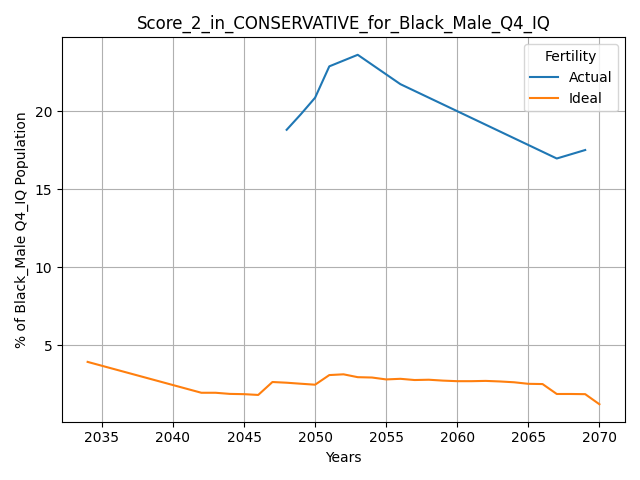 Score_2_in_CONSERVATIVE_for_Black_Male_Q4_IQ
Fertility
Actual
Ideal
% of Black_Male Q4_IQ Population
20
15
10
5
2035 2040 2045 2050 2055 2060 2065 2070
Years